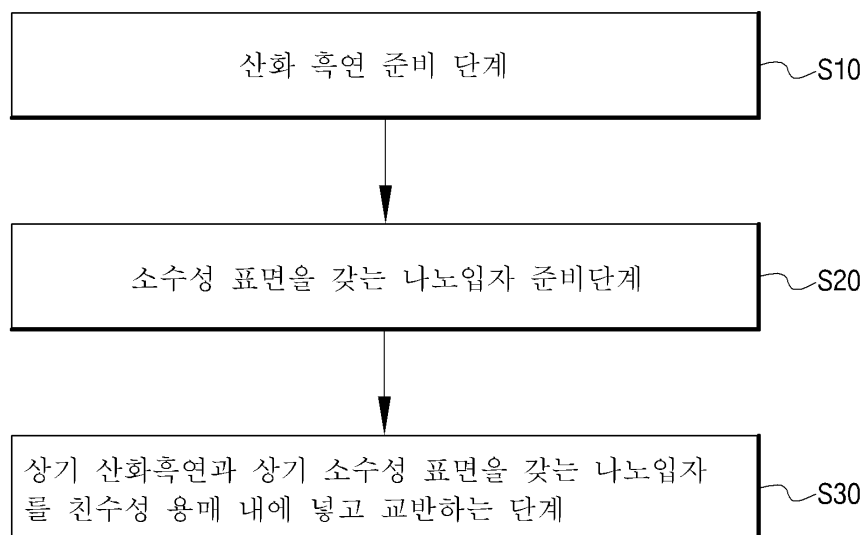 산화 흑연 준비 단계
S10
소수성 표면을 갖는 나노입자 준비단계
S20
상기 산화흑연과 상기 소수성 표면을 갖는 나노입자
를 친수성 용매 내에 넣고 교반하는 단계
S30